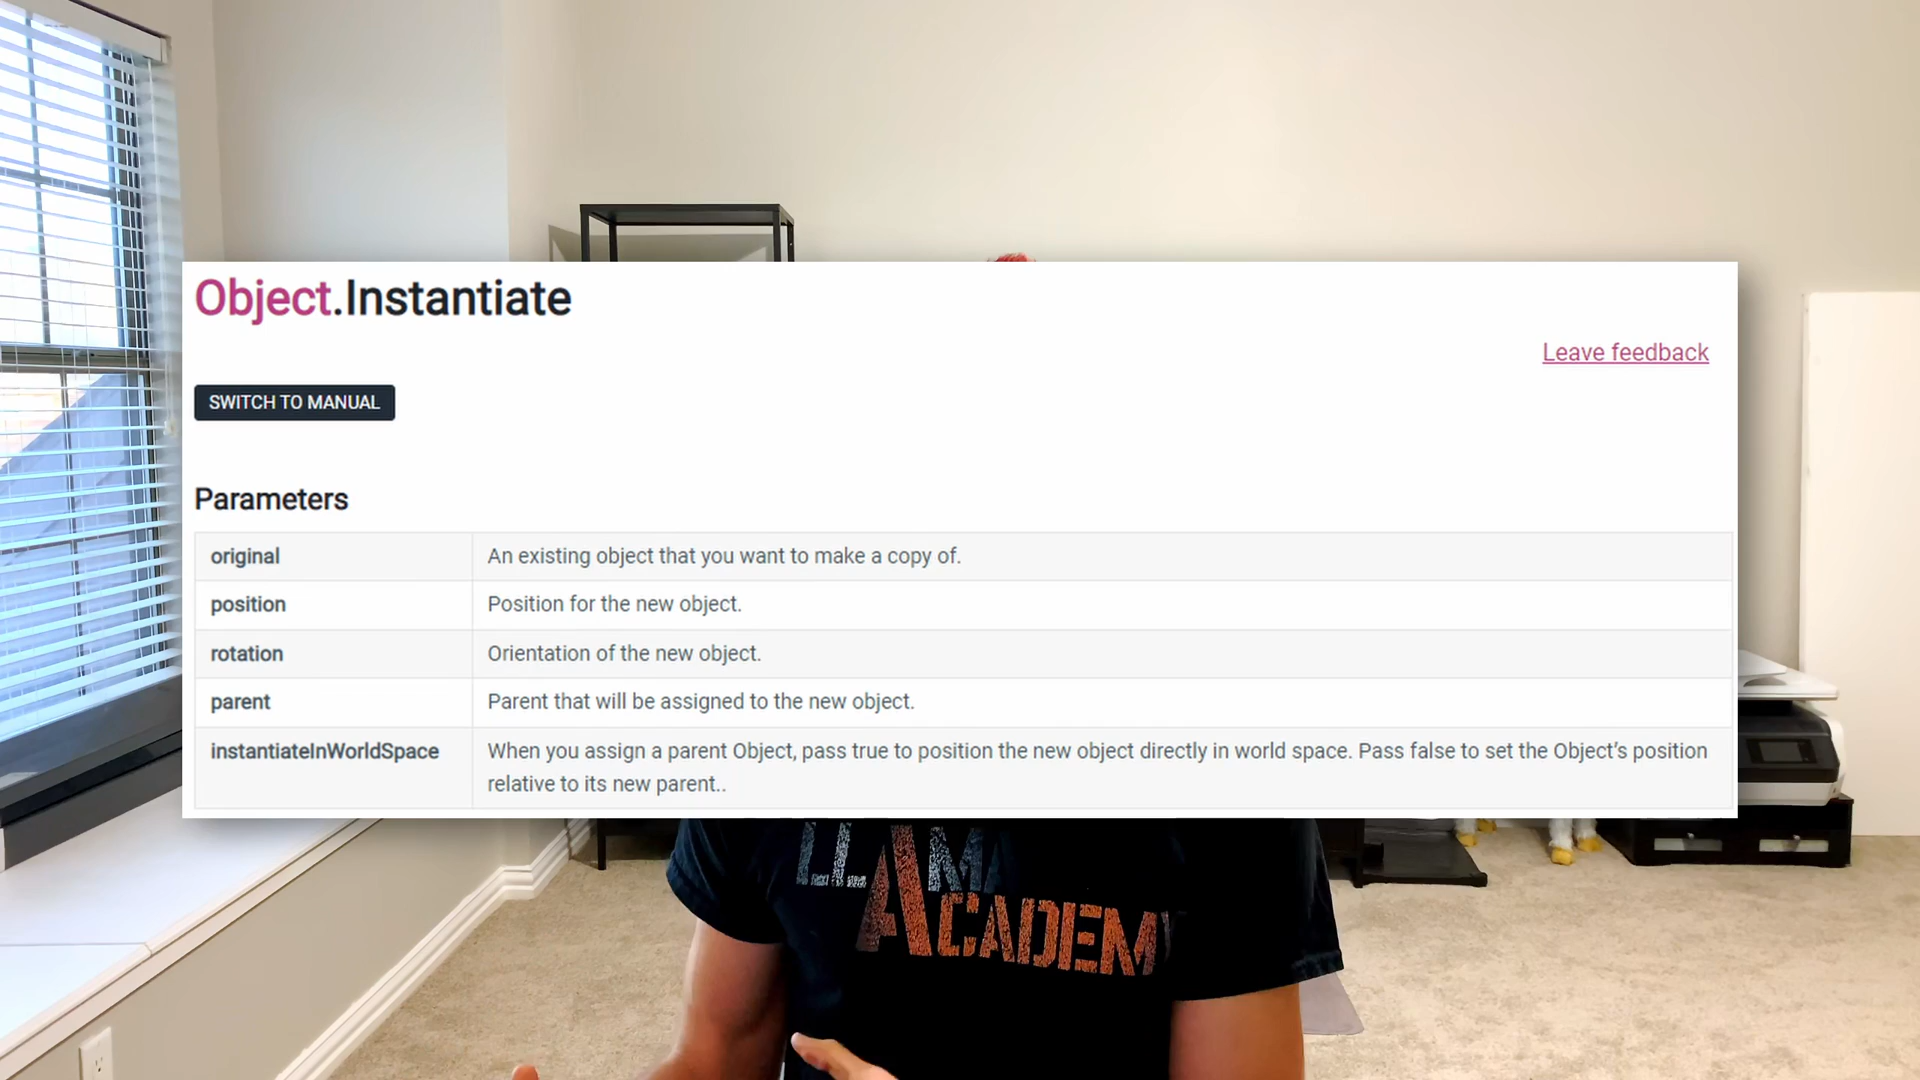 Object.Instantiate
Leave feedback
SWITCH TO MANUAL
Parameters
original An existing object that you want to make a copy of.
position Position for the new object.
rotation Orientation of the new object.
parent Parent that will be assigned to the new object.
instantiateInWorldSpace When you assign a parent Object, pass true to position the new object directly in world space. Pass false to set the Object's position
relative to its new parent..
LLAMA
ACADEMY